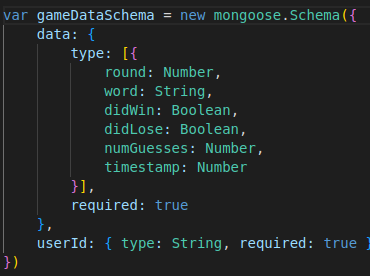 var gameDataSchema = new mongoose.Schema({
    data: {
        type: [{
            round: Number,
            word: String,
            didWin: Boolean,
            didLose: Boolean,
            numGuesses: Number,
            timestamp: Number
        }],
        required: true
    },
    userId: { type: String, required: true }
})